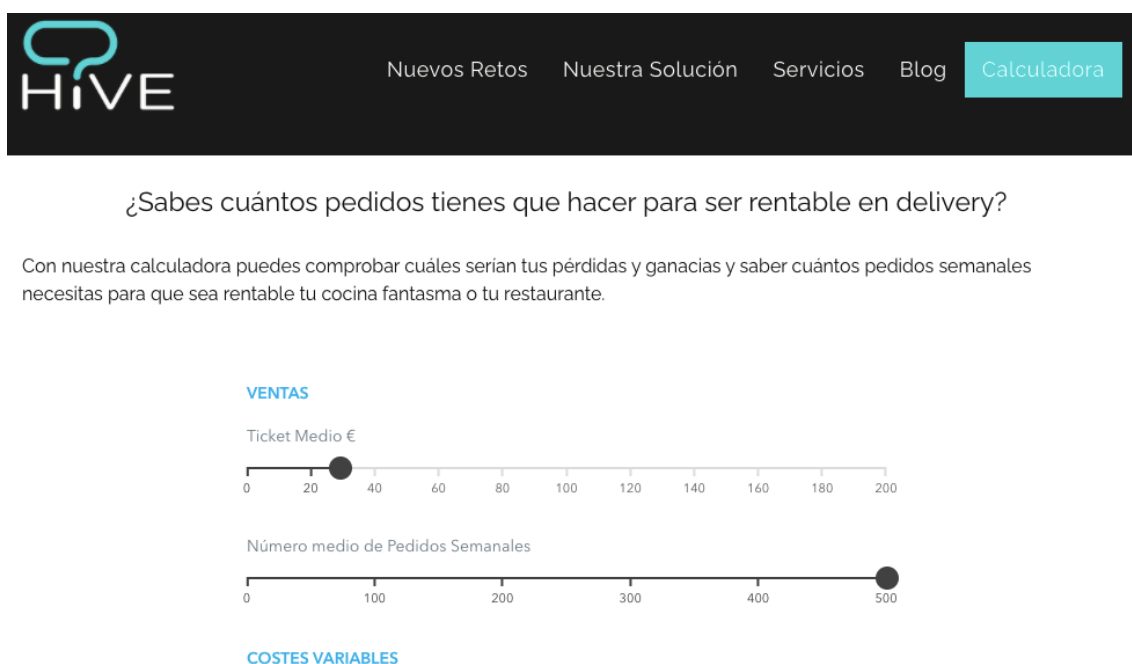 HIVE
Nuevos Retos Nuestra Solución Servicios Blog Calculadora
¿Sabes cuántos pedidos tienes que hacer para ser rentable en delivery?
Con nuestra calculadora puedes comprobar cuáles serían tus pérdidas y ganacias y saber cuántos pedidos semanales
necesitas para que sea rentable tu cocina fantasma o tu restaurante.
VENTAS
Ticket Medio €
0 20 40 60 80 100 120 140 160 180 200
Número medio de Pedidos Semanales
0 100 200 300 400 500
COSTES VARIABLES